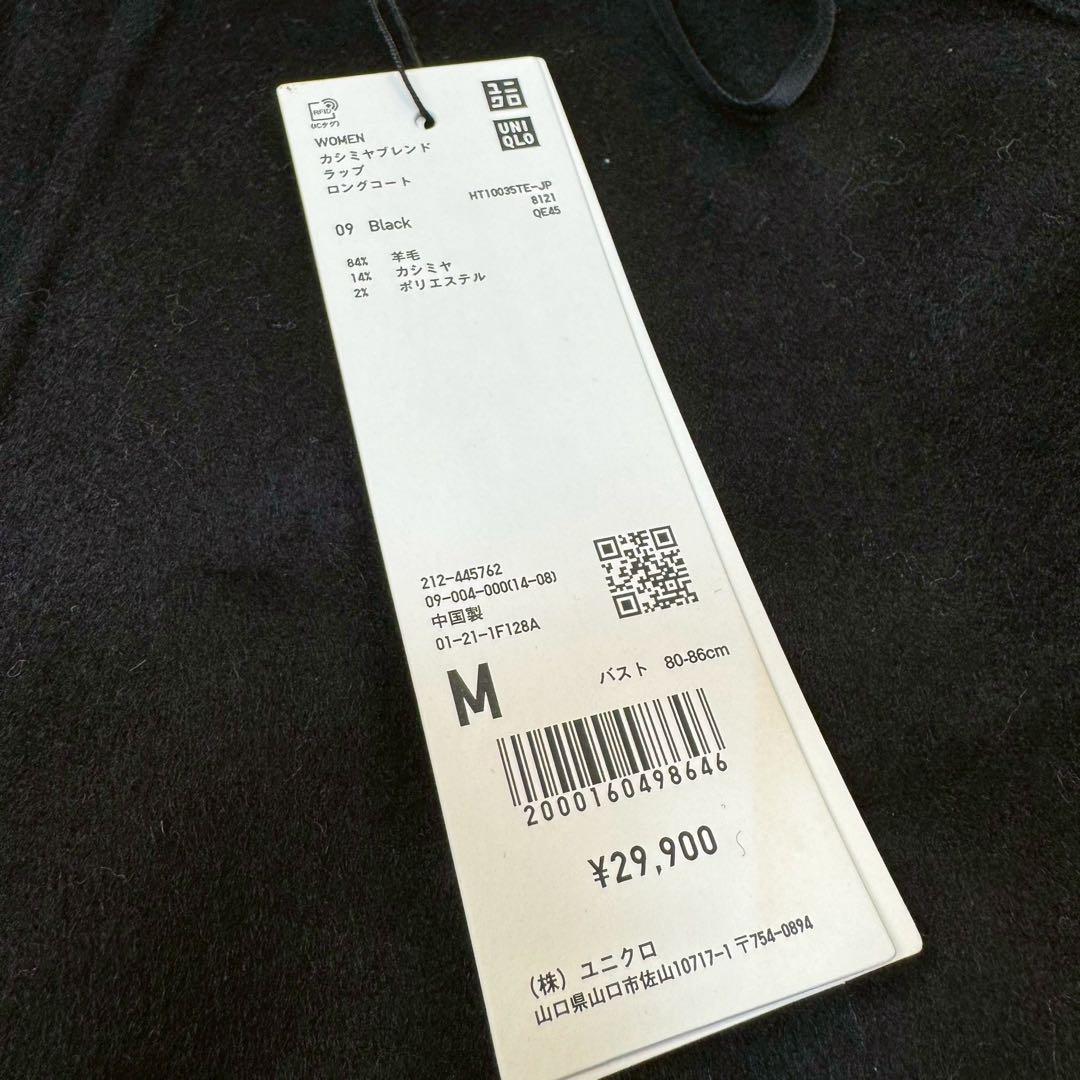 RFID
(ICタグ)
ユニ
クロ
UNI
QLO
WOMEN
カシミヤブレンド
ラップ
ロングコート
HT10035TE-JP
8121
QE45
09 Black
84% 羊毛
14% カシミヤ
2% ポリエステル
212-445762
09-004-000(14-08)
中国製
01-21-1F128A
M
バスト 80-86cm
2000160498646
¥29,900
(株) ユニクロ
山口県山口市佐山10717-1 〒754-0894